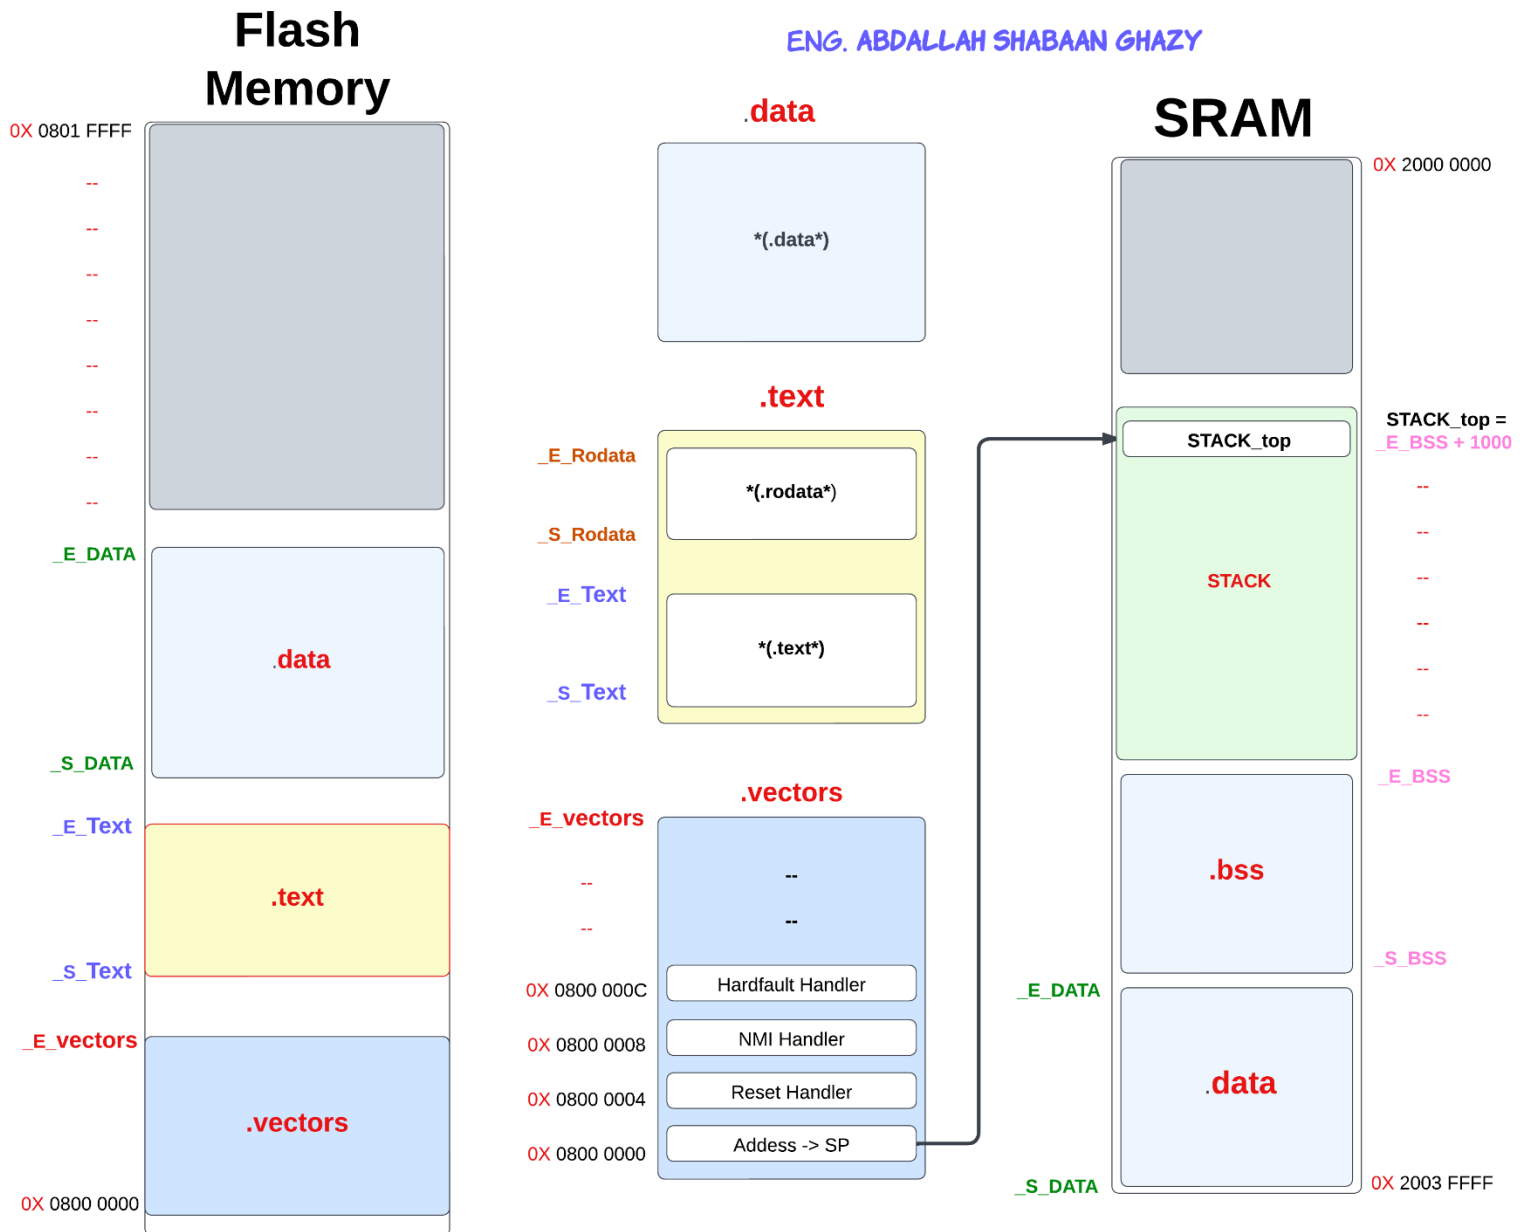 Flash
Memory
0X 0801 FFFF
--
--
--
--
--
--
--
--
_E_DATA
.data
_S_DATA
_E_Text
.text
_S_Text
_E_vectors
.vectors
0X 0800 0000
ENG. ABDALLAH SHABAAN GHAZY
.data
*(.data*)
.text
_E_Rodata
*(.rodata*)
_S_Rodata
_E_Text
*(.text*)
_S_Text
.vectors
_E_vectors
-- --
-- --
0X 0800 000C Hardfault Handler
0X 0800 0008 NMI Handler
0X 0800 0004 Reset Handler
0X 0800 0000 Addess -> SP
SRAM
0X 2000 0000
STACK_top =
STACK_top _E_BSS + 1000
--
--
STACK --
--
--
--
_E_BSS
.bss
_S_BSS
_E_DATA
.data
_S_DATA 0X 2003 FFFF